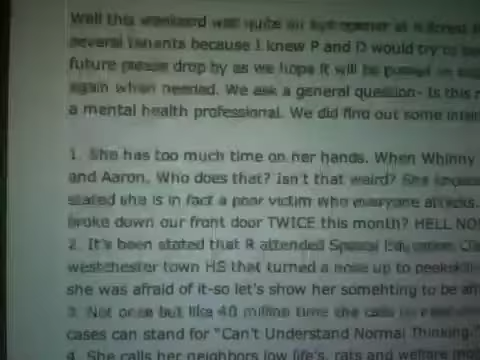 Well this weekend was quite an eye opener at
several tenants because I knew P and D would try to
future please drop by as we hope it will be
again when needed. We ask a general question- Is this
a mental health professional. We did find out some
1. She has too much time on her hands. When Whinny
and Aaron. Who does that? Isn't that weird? She
stated she is in fact a poor victim who everyone attacks.
broke down our front door TWICE this month? HELL NO
2. It's been stated that R attended Special Education
westchester town HS that turned a nose up to
she was afraid of it-so let's show her somehting to be
3. Not once but like 40 million time she
cases can stand for "Can't Understand Normal Thinking."
4. She calls her neighbors low life's, rats and welfare